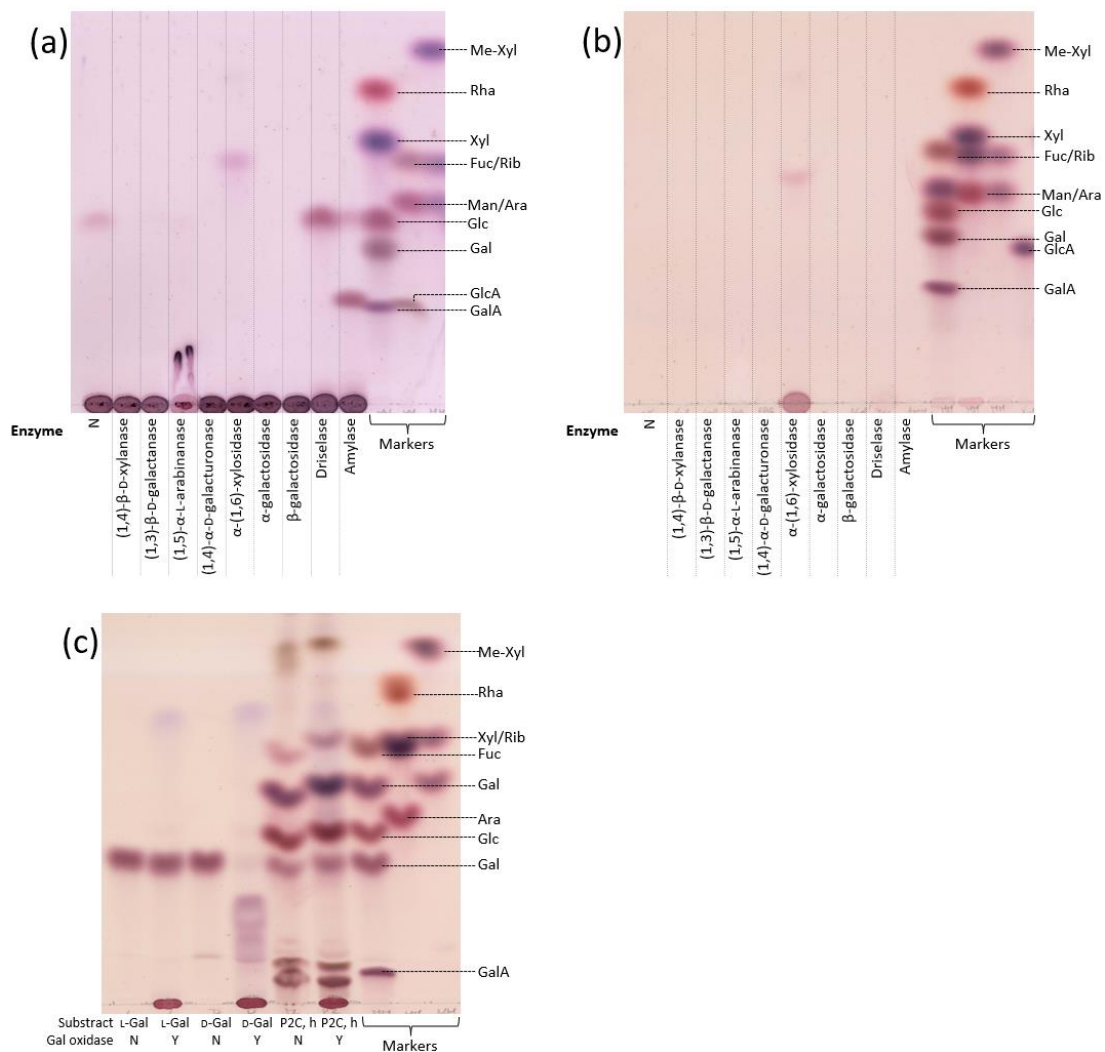 (a)
Me-Xyl
Rha
Xyl
Fuc/Rib
Man/Ara
Glc
Gal
GlcA
GalA
Enzyme
N
(1,4)-β-D-xylanase
(1,3)-β-D-galactanase
(1,5)-α-L-arabinanase
(1,4)-α-D-galacturonase
α-(1,6)-xylosidase
α-galactosidase
β-galactosidase
Driselase
Amylase
Markers
(b)
Me-Xyl
Rha
Xyl
Fuc/Rib
Man/Ara
Glc
Gal
GlcA
GalA
Enzyme
N
(1,4)-β-D-xylanase
(1,3)-β-D-galactanase
(1,5)-α-L-arabinanase
(1,4)-α-D-galacturonase
α-(1,6)-xylosidase
α-galactosidase
β-galactosidase
Driselase
Amylase
Markers
(c)
Me-Xyl
Rha
Xyl/Rib
Fuc
Gal
Ara
Glc
Gal
GalA
Substract L-Gal L-Gal D-Gal D-Gal P2C, h P2C, h
Gal oxidase N Y N Y N Y
Markers